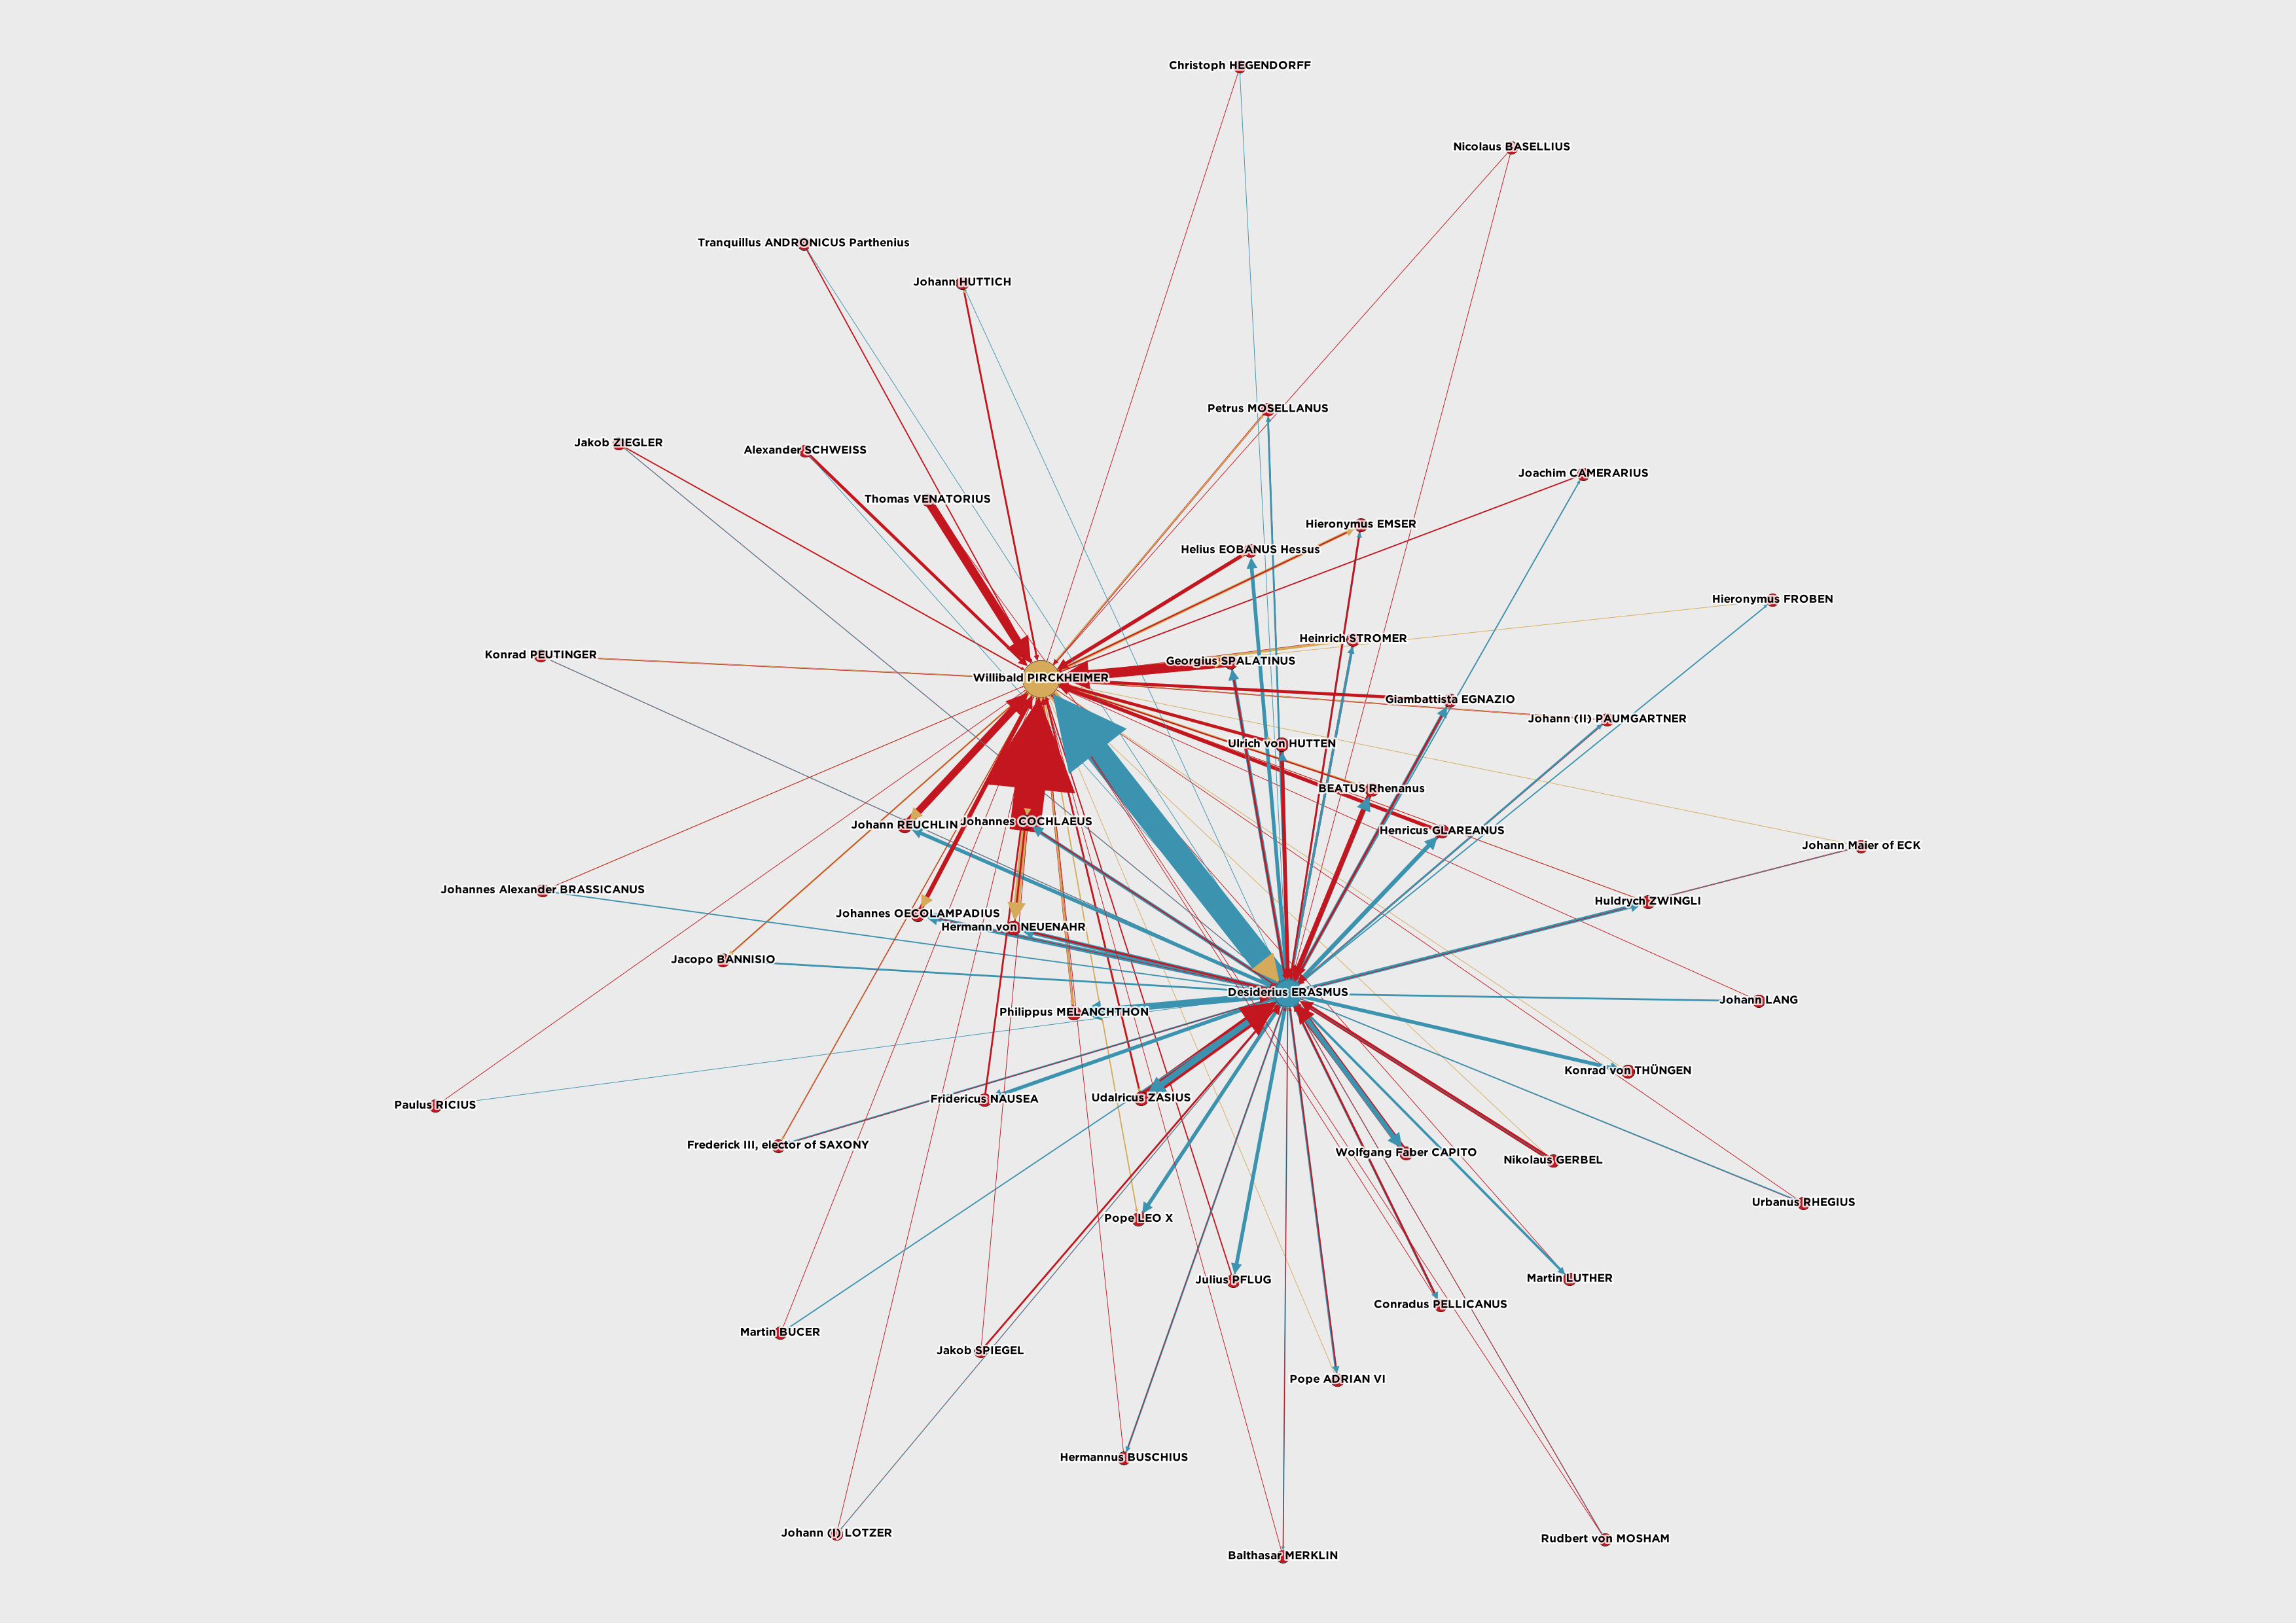 Christoph HEGENDORFF
Nicolaus BASELLIUS
Tranquillus ANDRONICUS Parthenius
Johann HUTTICH
Petrus MOSELLANUS
Jakob ZIEGLER
Alexander SCHWEISS
Joachim CAMERARIUS
Thomas VENATORIUS
Hieronymus EMSER
Helius EOBANUS Hessus
Hieronymus FROBEN
Heinrich STROMER
Konrad PEUTINGER
Georgius SPALATINUS
Willibald PIRCKHEIMER
Giambattista EGNAZIO
Johann (II) PAUMGARTNER
Ulrich von HUTTEN
BEATUS Rhenanus
Johann REUCHLIN
Johannes COCHLAEUS
Henricus GLAREANUS
Johann Maier of ECK
Johannes Alexander BRASSICANUS
Huldrych ZWINGLI
Johannes OECOLAMPADIUS
Hermann von NEUENAHR
Jacopo BANNISIO
Desiderius ERASMUS
Johann LANG
Philippus MELANCHTHON
Konrad von THÜNGEN
Fridericus NAUSEA
Udalricus ZASIUS
Paulus RICIUS
Frederick III, elector of SAXONY
Wolfgang Faber CAPITO
Nikolaus GERBEL
Urbanus RHEGIUS
Pope LEO X
Julius PFLUG
Martin LUTHER
Conradus PELLICANUS
Martin BUCER
Jakob SPIEGEL
Pope ADRIAN VI
Hermannus BUSCHIUS
Johann (I) LOTZER
Rudbert von MOSHAM
Balthasar MERKLIN